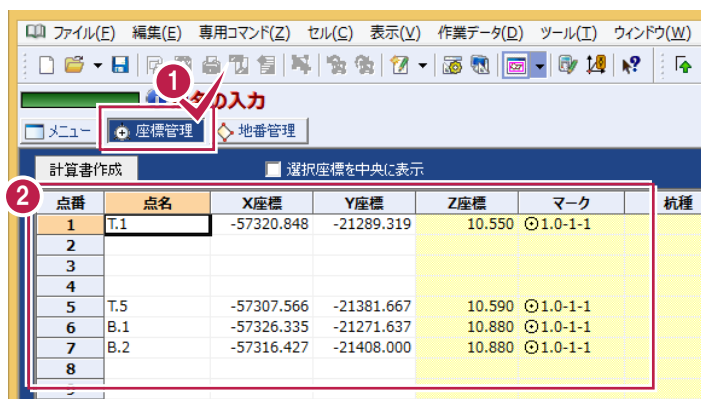 ファイル(F) 編集(E) 専用コマンド(Z) セル(C) 表示(V) 作業データ(D) ツール(T) ウィンドウ(W)
1
の入力
メニュー 座標管理 地番管理
計算書作成 選択座標を中央に表示
2
点番 点名 X座標 Y座標 Z座標 マーク 杭種
1 T.1 -57320.848 -21289.319 10.550 ⊙1.0-1-1
2
3
4
5 T.5 -57307.566 -21381.667 10.590 ⊙1.0-1-1
6 B.1 -57326.335 -21271.637 10.880 ⊙1.0-1-1
7 B.2 -57316.427 -21408.000 10.880 ⊙1.0-1-1
8